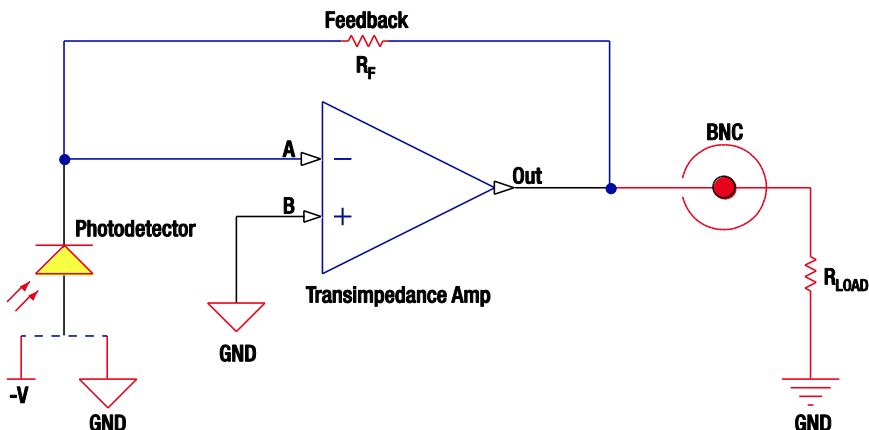 Feedback
R_F
BNC
A
−
Out
B
+
Photodetector
R_LOAD
Transimpedance Amp
GND
-V
GND
GND